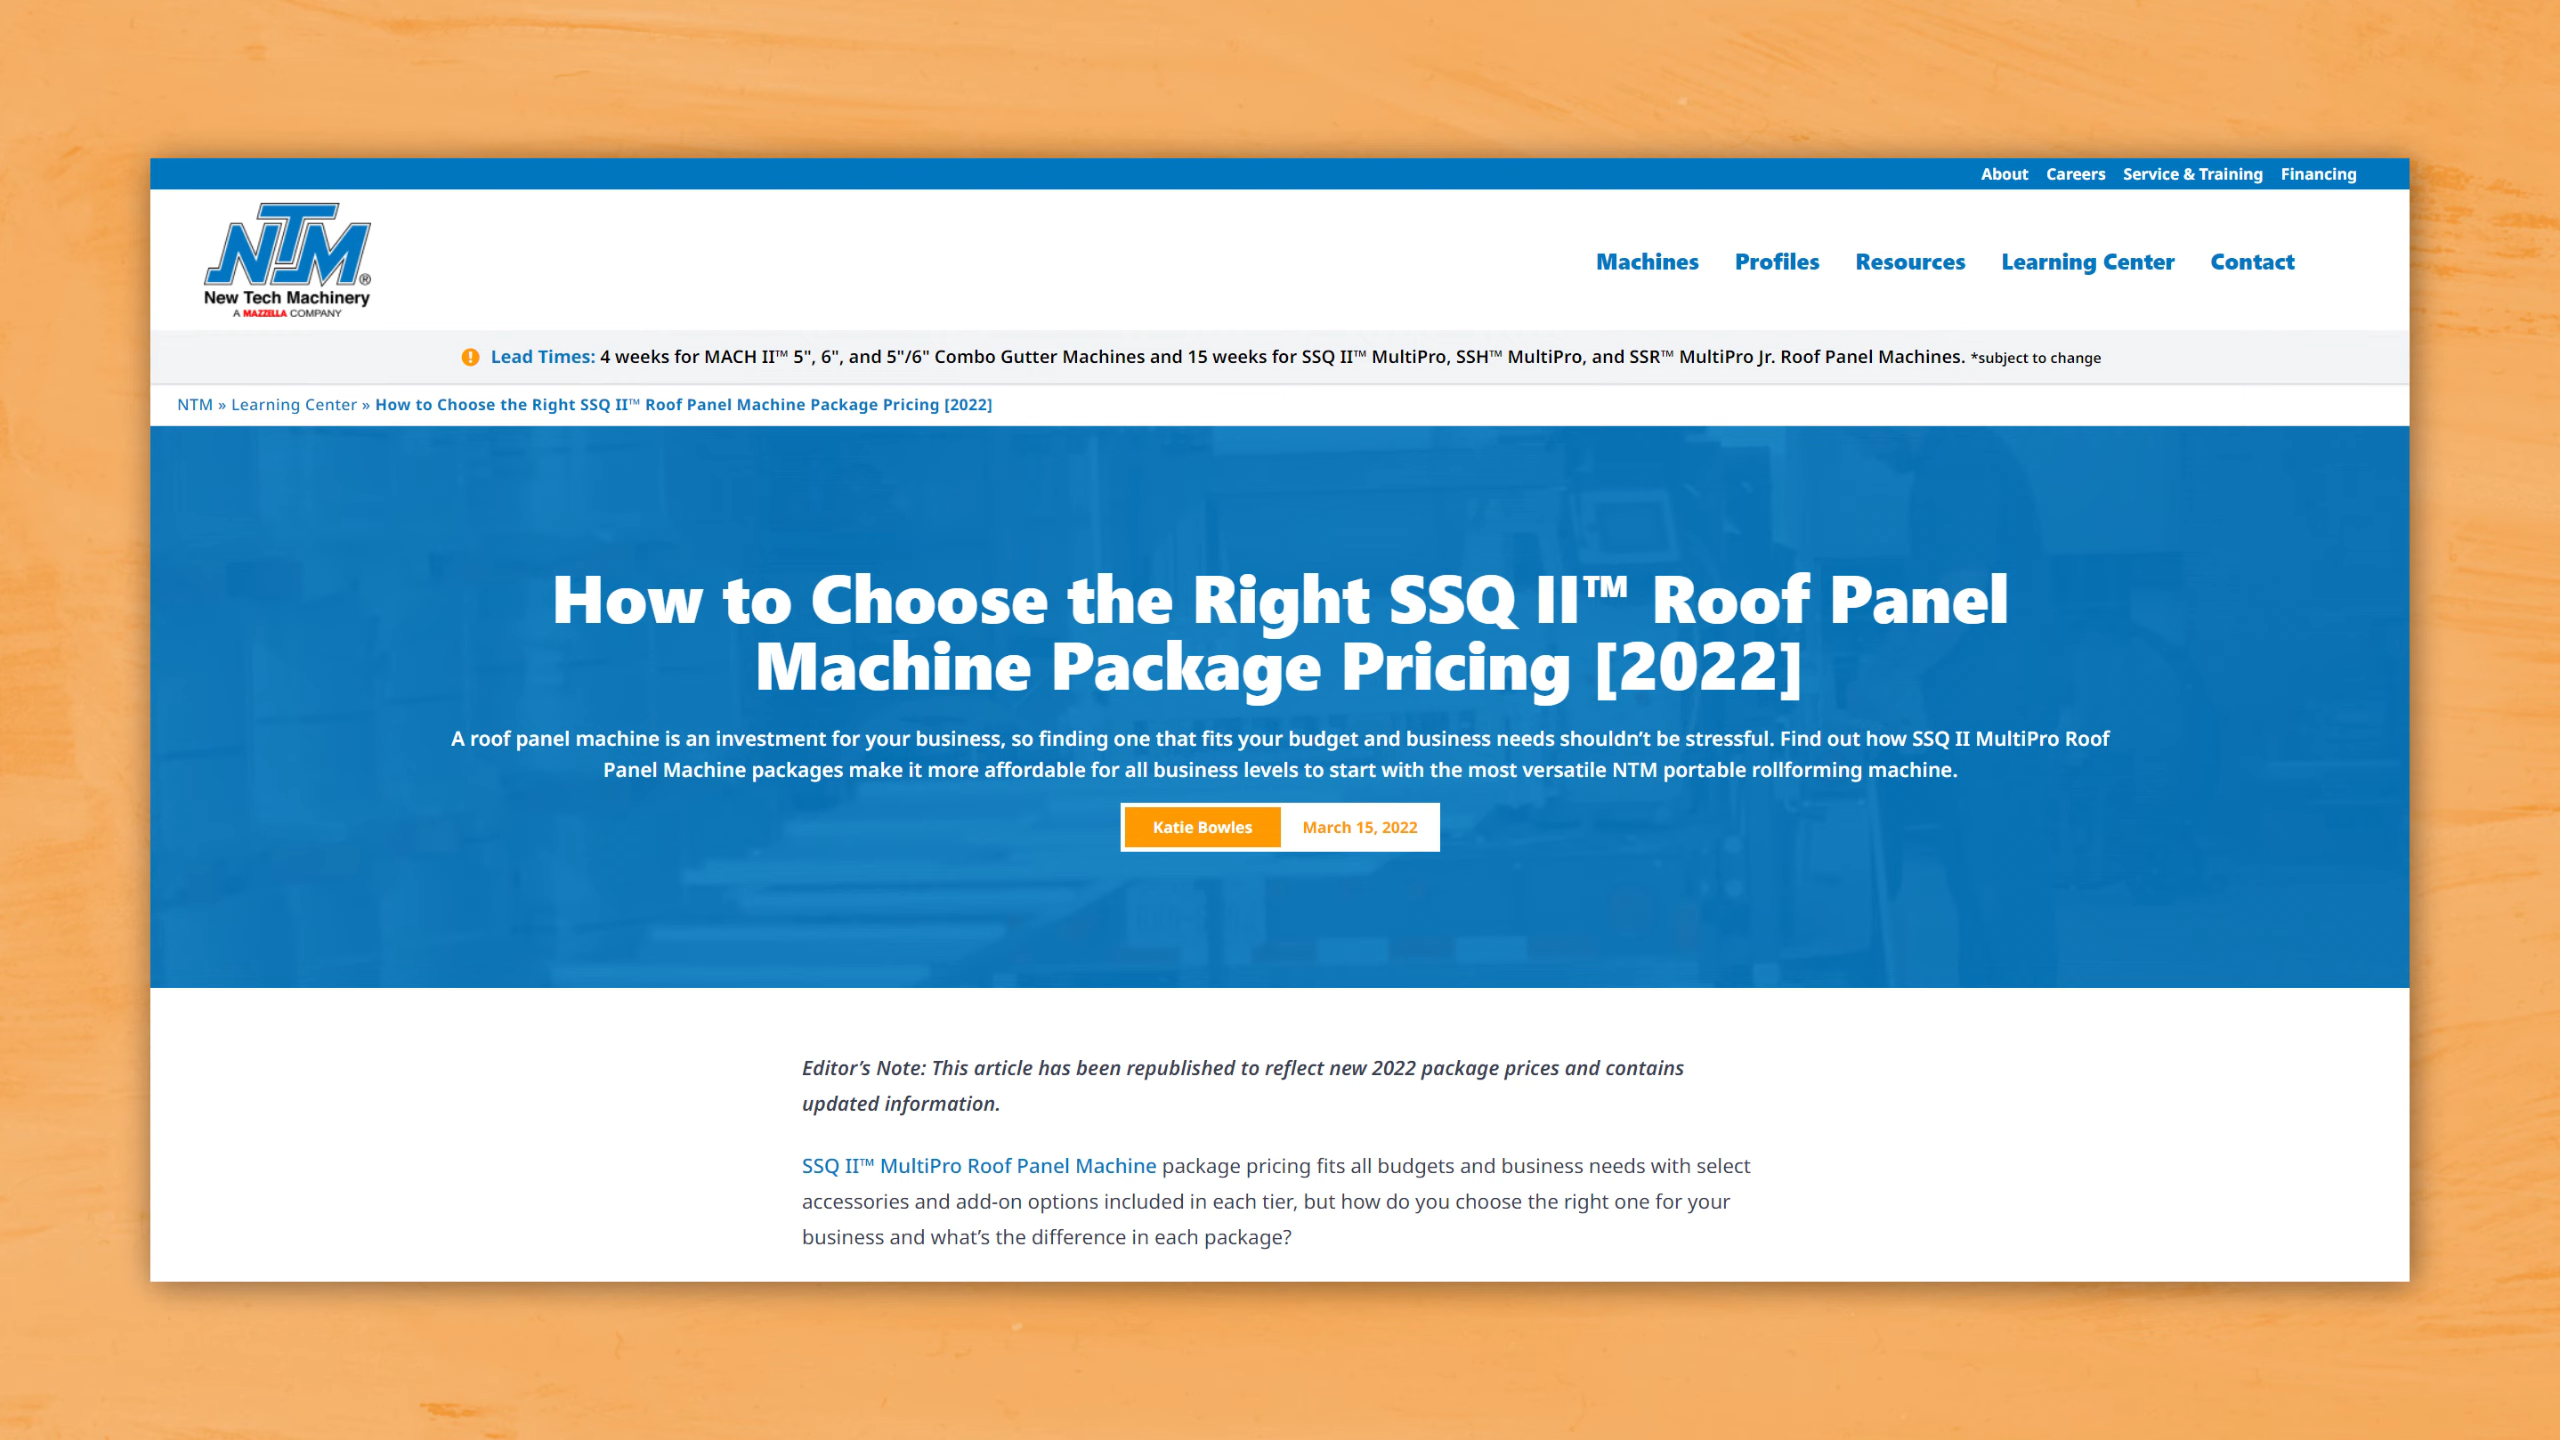 About Careers Service & Training Financing
NTM®
New Tech Machinery
A MAZZELLA COMPANY
Machines Profiles Resources Learning Center Contact
Lead Times: 4 weeks for MACH II™ 5", 6", and 5"/6" Combo Gutter Machines and 15 weeks for SSQ II™ MultiPro, SSH™ MultiPro, and SSR™ MultiPro Jr. Roof Panel Machines. *subject to change
NTM » Learning Center » How to Choose the Right SSQ II™ Roof Panel Machine Package Pricing [2022]
How to Choose the Right SSQ II™ Roof Panel
Machine Package Pricing [2022]
A roof panel machine is an investment for your business, so finding one that fits your budget and business needs shouldn’t be stressful. Find out how SSQ II MultiPro Roof
Panel Machine packages make it more affordable for all business levels to start with the most versatile NTM portable rollforming machine.
Katie Bowles March 15, 2022
Editor’s Note: This article has been republished to reflect new 2022 package prices and contains
updated information.
SSQ II™ MultiPro Roof Panel Machine package pricing fits all budgets and business needs with select
accessories and add-on options included in each tier, but how do you choose the right one for your
business and what’s the difference in each package?